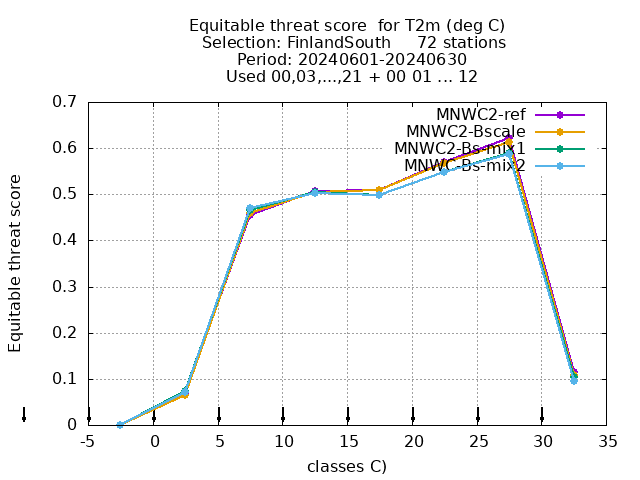 Equitable threat score  for T2m (deg C)
Selection: FinlandSouth     72 stations
Period: 20240601-20240630
Used 00,03,...,21 + 00 01 ... 12
MNWC2-ref
MNWC2-Bscale
MNWC2-Bs-mix1
MNWC-Bs-mix2
Equitable threat score
0.7
0.6
0.5
0.4
0.3
0.2
0.1
0
-5 0 5 10 15 20 25 30 35
classes C)